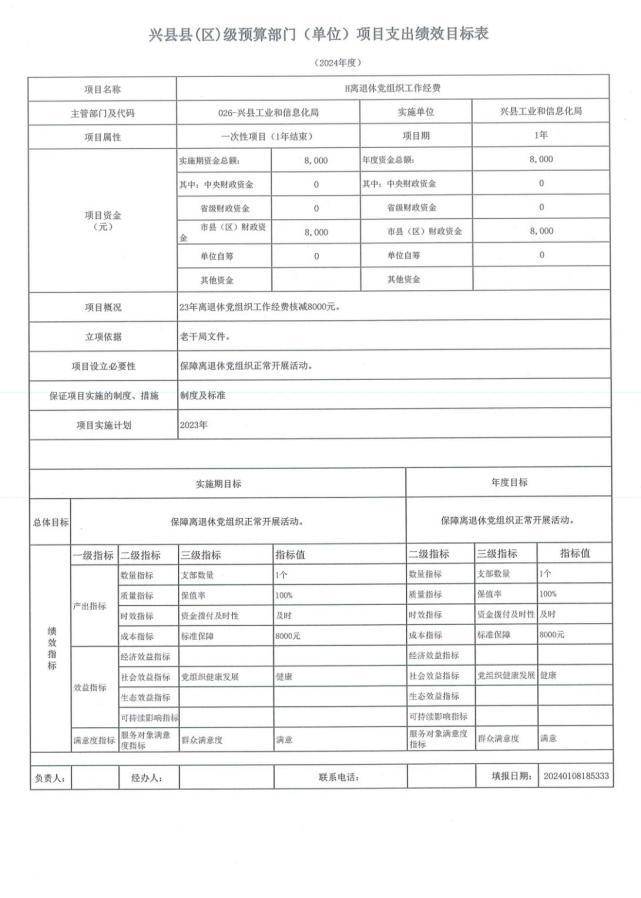 兴县县(区)级预算部门（单位）项目支出绩效目标表
（2024年度）
项目名称 H离退休党组织工作经费
主管部门及代码 026-兴县工业和信息化局 实施单位 兴县工业和信息化局
项目属性 一次性项目（1年结束） 项目期 1年
项目资金
（元）
实施期资金总额: 8,000 年度资金总额: 8,000
其中: 中央财政资金 0 其中: 中央财政资金 0
省级财政资金 0 省级财政资金 0
市县（区）财政资
金 8,000 市县（区）财政资金 8,000
单位自筹 0 单位自筹 0
其他资金 其他资金
项目概况 23年离退休党组织工作经费核减8000元。
立项依据 老干局文件。
项目设立必要性 保障离退休党组织正常开展活动。
保证项目实施的制度、措施 制度及标准
项目实施计划 2023年
实施期目标 年度目标
总体目标 保障离退休党组织正常开展活动。 保障离退休党组织正常开展活动。
绩效指标
一级指标 二级指标 三级指标 指标值 二级指标 三级指标 指标值
产出指标
数量指标 支部数量 1个 数量指标 支部数量 1个
质量指标 保值率 100% 质量指标 保值率 100%
时效指标 资金拨付及时性 及时 时效指标 资金拨付及时性 及时
成本指标 标准保障 8000元 成本指标 标准保障 8000元
效益指标
经济效益指标 经济效益指标
社会效益指标 党组织健康发展 健康 社会效益指标 党组织健康发展 健康
生态效益指标 生态效益指标
可持续影响指标 可持续影响指标
满意度指标 服务对象满意
度指标 群众满意度 满意 服务对象满意度
指标 群众满意度 满意
负责人: 经办人: 联系电话: 填报日期: 20240108185333